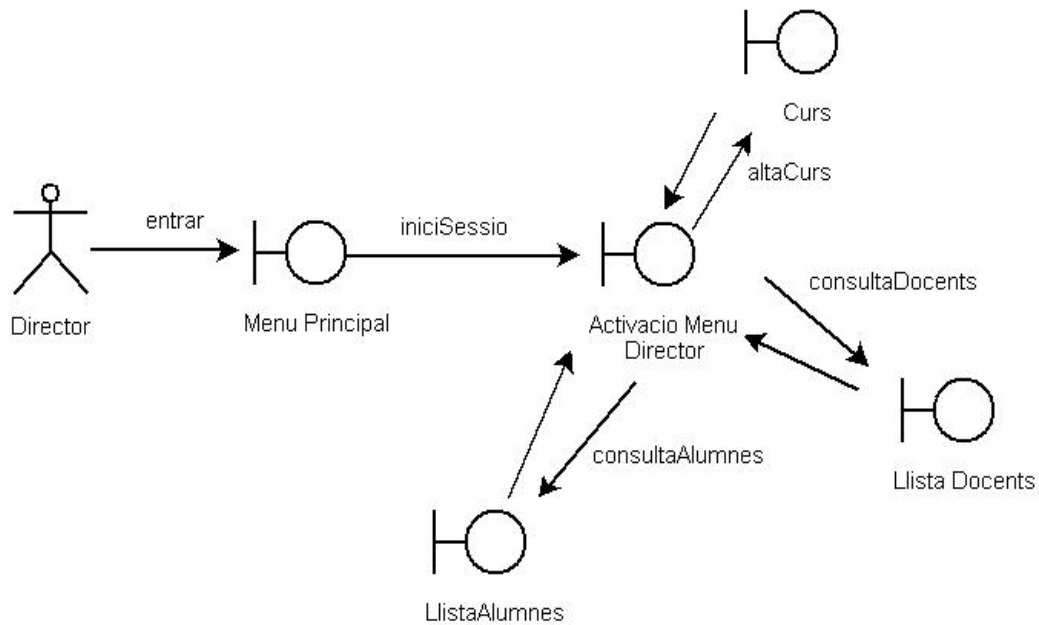 Curs
altaCurs
entrar
iniciSessio
consultaDocents
Director
Menu Principal
Activacio Menu
Director
consultaAlumnes
Llista Docents
LlistaAlumnes